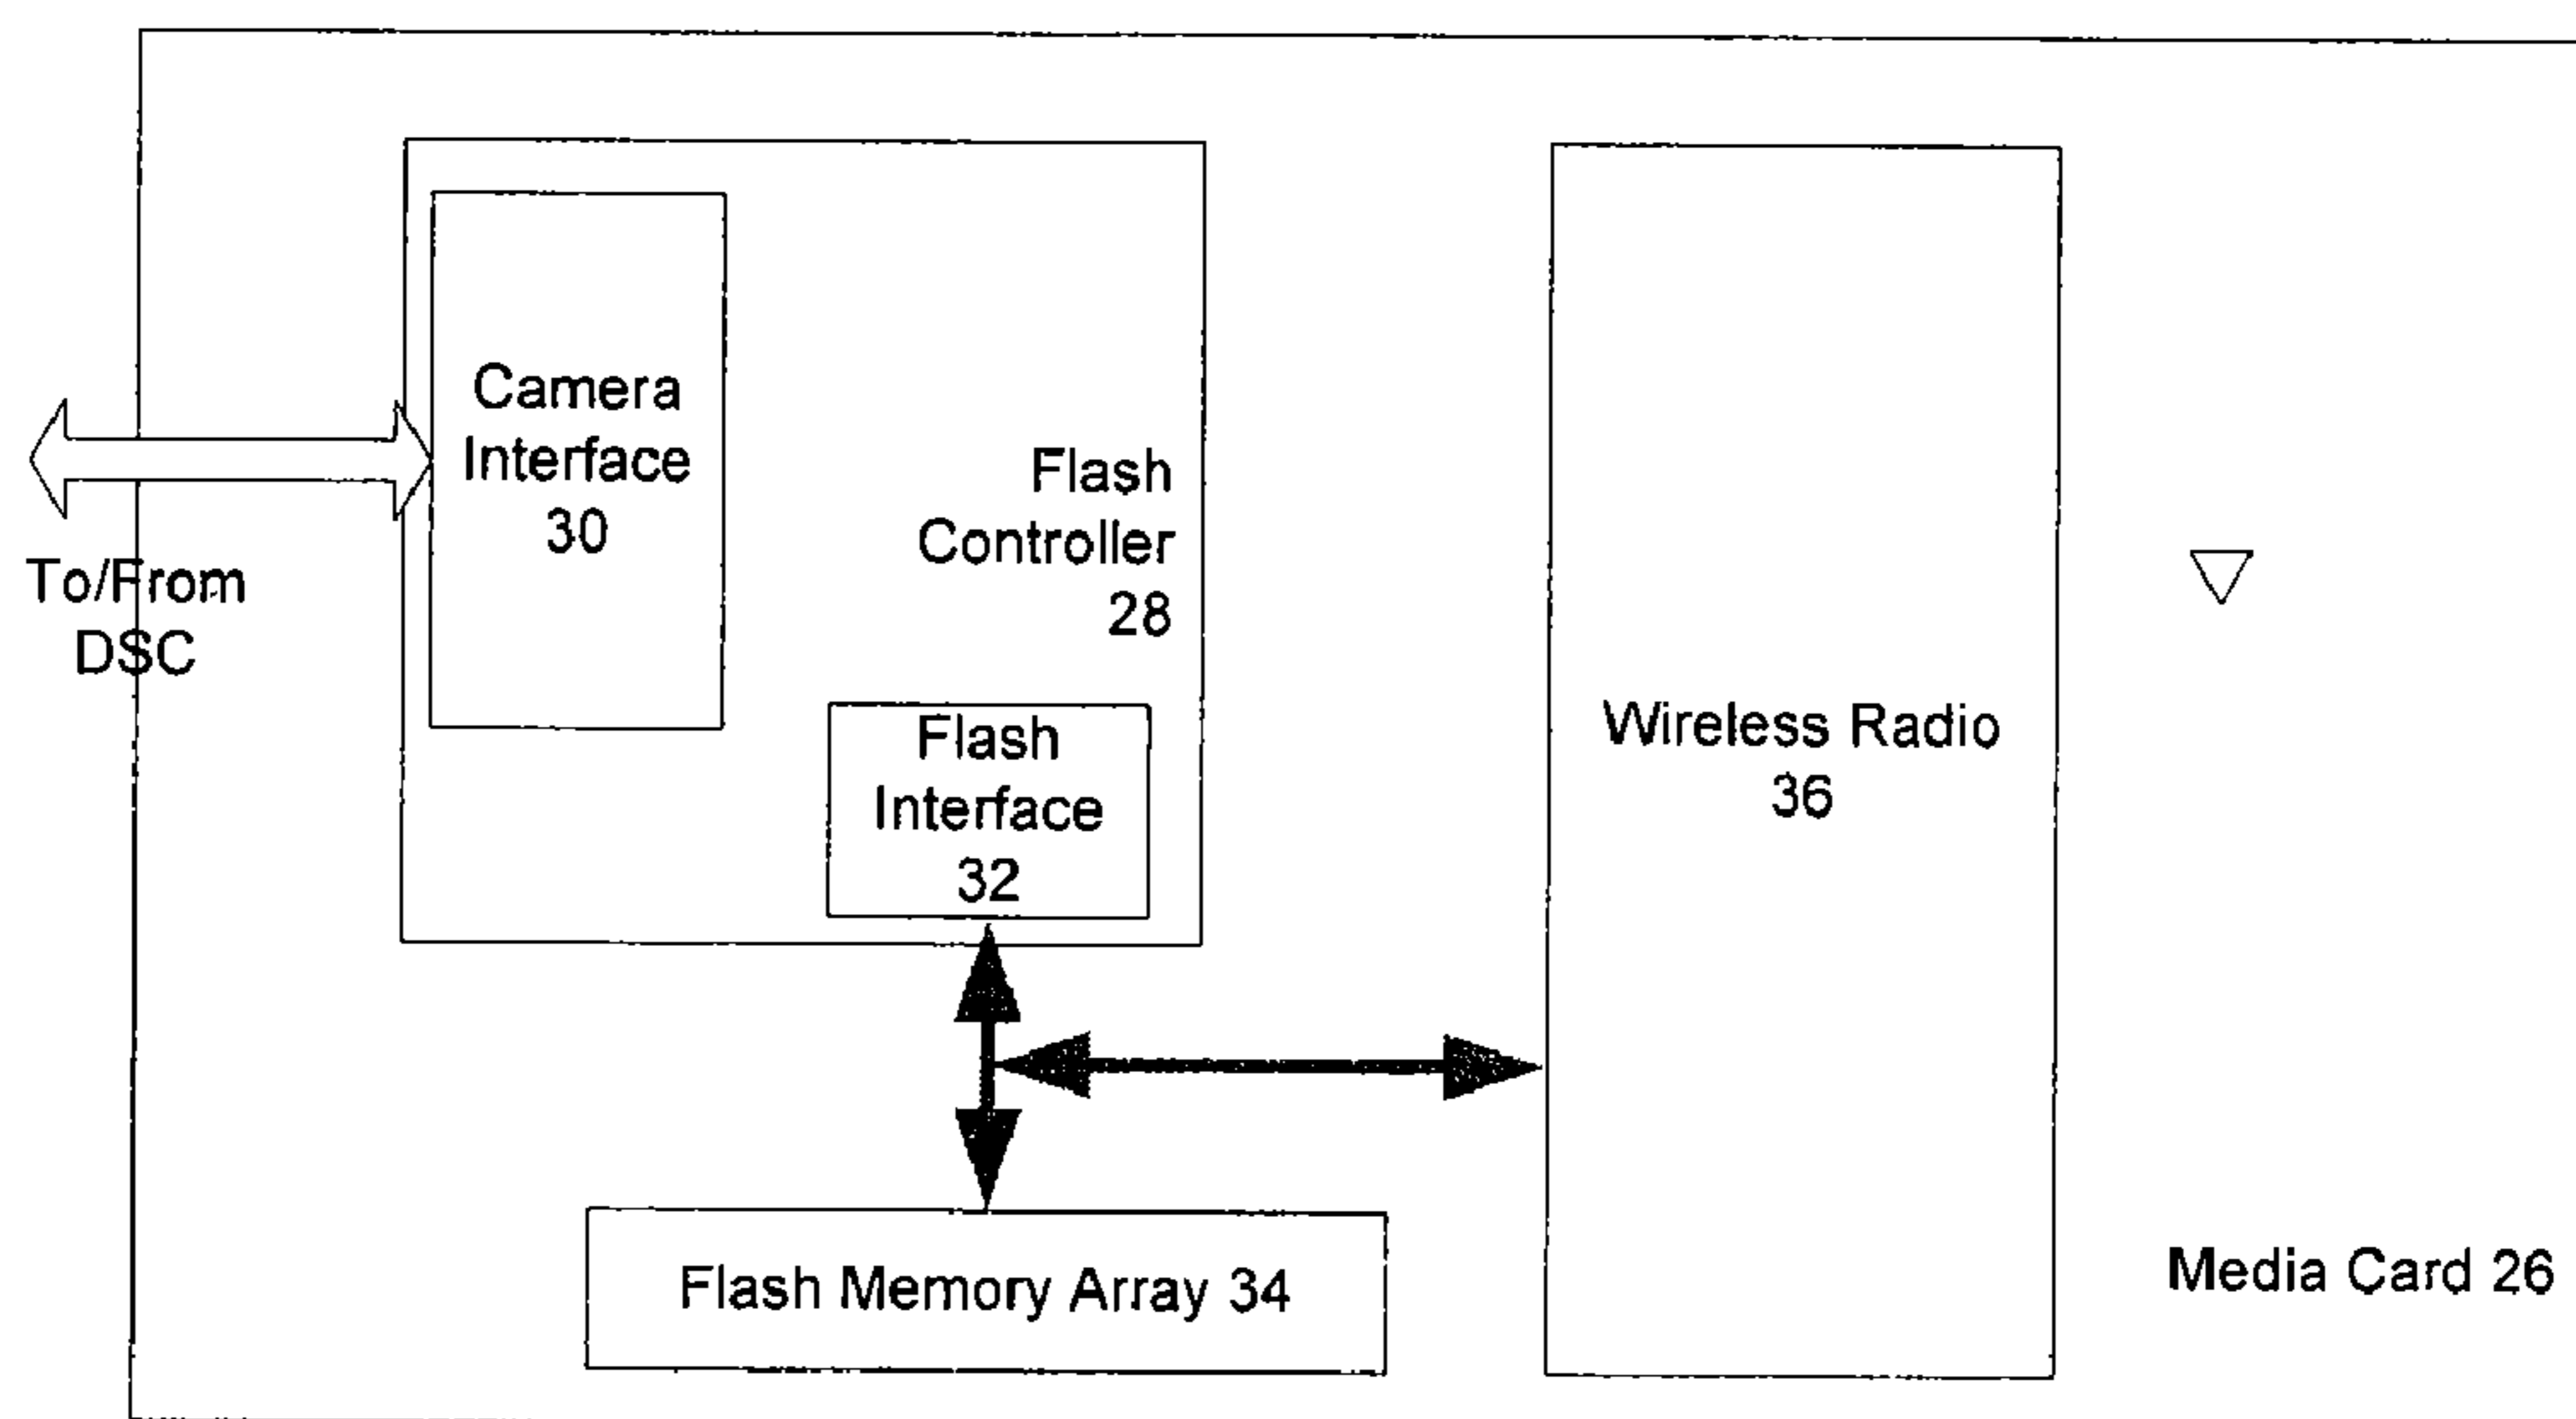 Camera
Interface
30
To/From
DSC
Flash
Controller
28
Flash
Interface
32
Flash Memory Array 34
Wireless Radio
36
Media Card 26